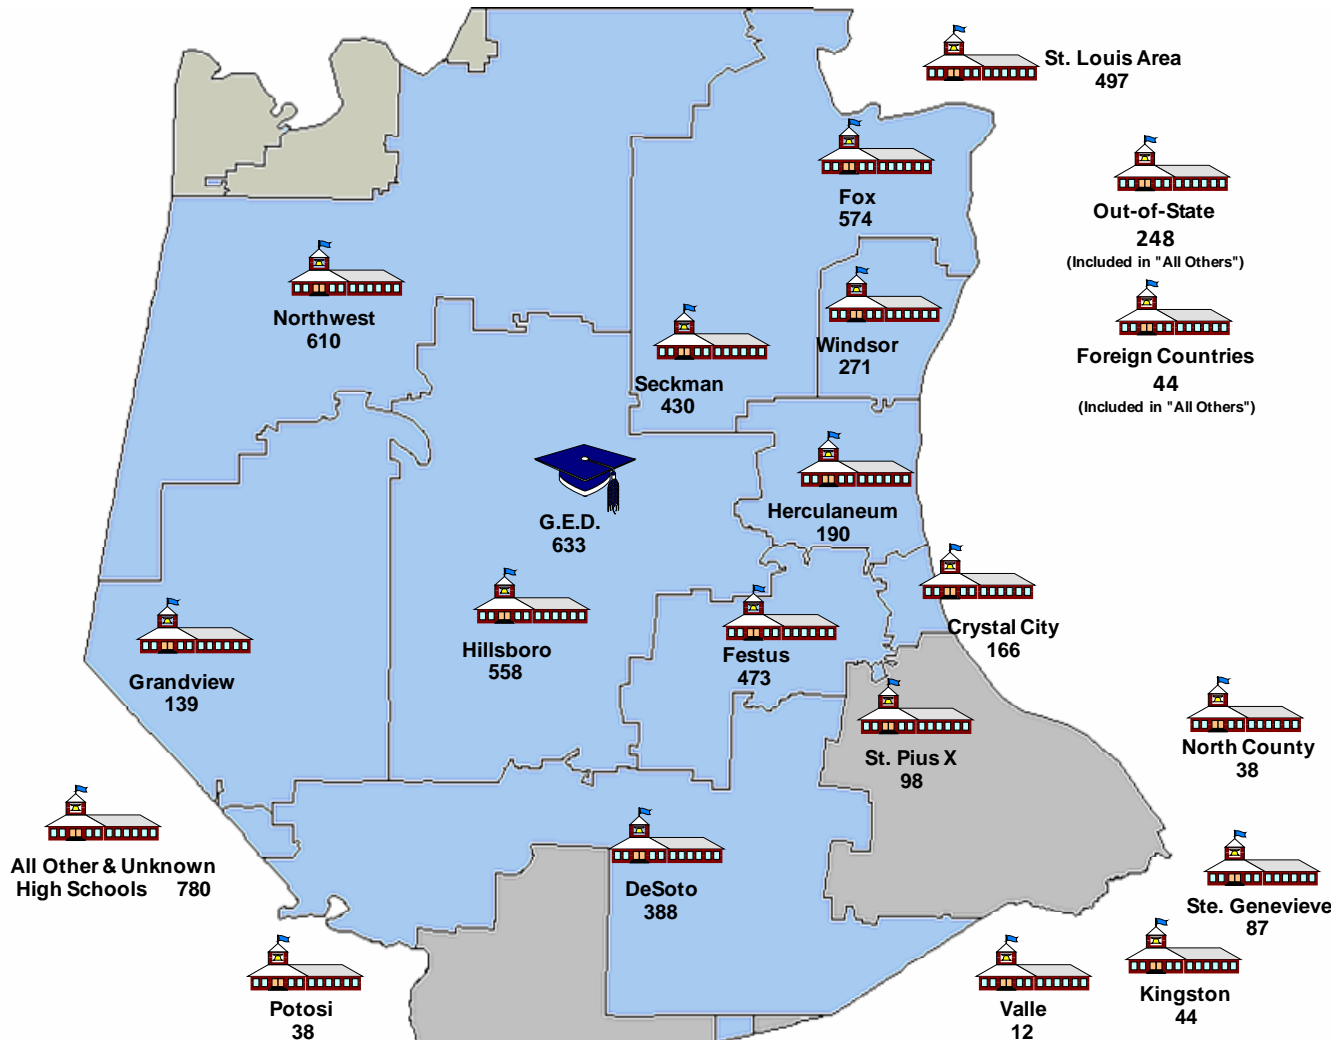 St. Louis Area
497
Fox
574
Out-of-State
248
(Included in "All Others")
Northwest
610
Windsor
271
Foreign Countries
44
(Included in "All Others")
Seckman
430
Herculaneum
190
G.E.D.
633
Crystal City
166
Hillsboro
558
Festus
473
Grandview
139
St. Pius X
98
North County
38
All Other & Unknown
High Schools 780
DeSoto
388
Ste. Genevieve
87
Potosi
38
Valle
12
Kingston
44